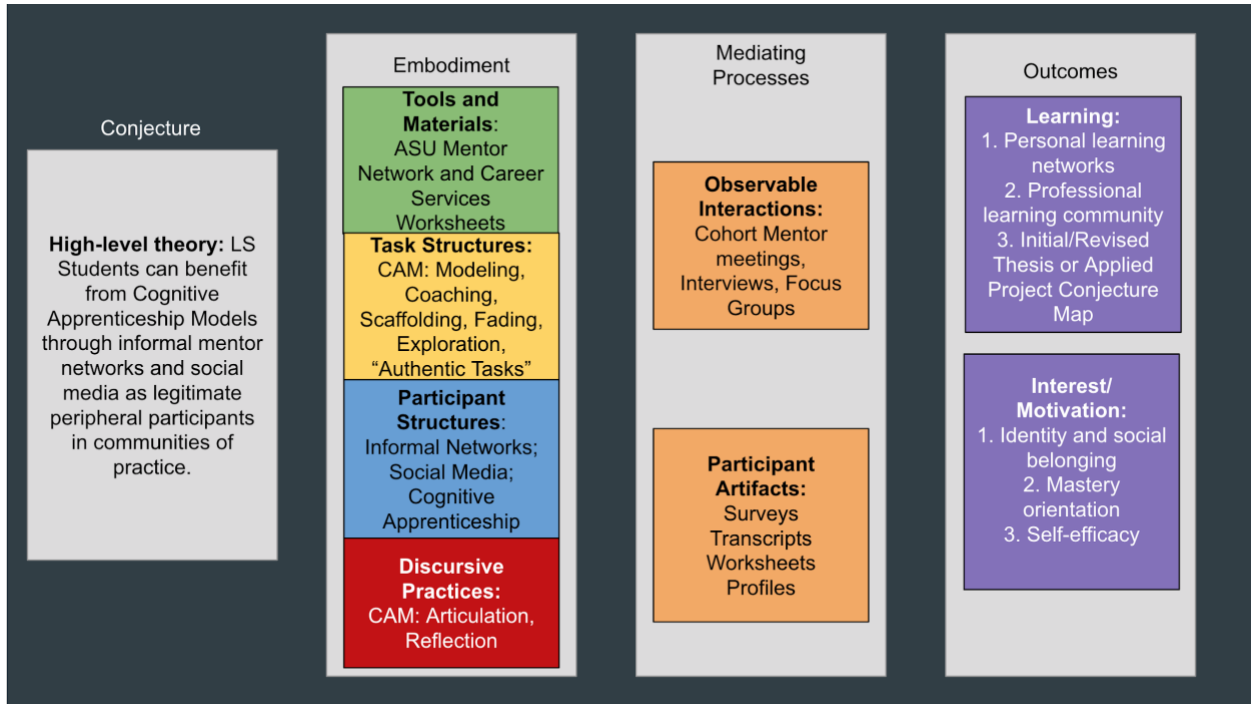 Conjecture
High-level theory: LS
Students can benefit
from Cognitive
Apprenticeship Models
through informal mentor
networks and social
media as legitimate
peripheral participants
in communities of
practice.
Embodiment
Tools and
Materials:
ASU Mentor
Network and Career
Services
Worksheets
Task Structures:
CAM: Modeling,
Coaching,
Scaffolding, Fading,
Exploration,
“Authentic Tasks”
Participant
Structures:
Informal Networks;
Social Media;
Cognitive
Apprenticeship
Discursive
Practices:
CAM: Articulation,
Reflection
Mediating
Processes
Observable
Interactions:
Cohort Mentor
meetings,
Interviews, Focus
Groups
Participant
Artifacts:
Surveys
Transcripts
Worksheets
Profiles
Outcomes
Learning:
1. Personal learning
networks
2. Professional
learning community
3. Initial/Revised
Thesis or Applied
Project Conjecture
Map
Interest/
Motivation:
1. Identity and social
belonging
2. Mastery
orientation
3. Self-efficacy